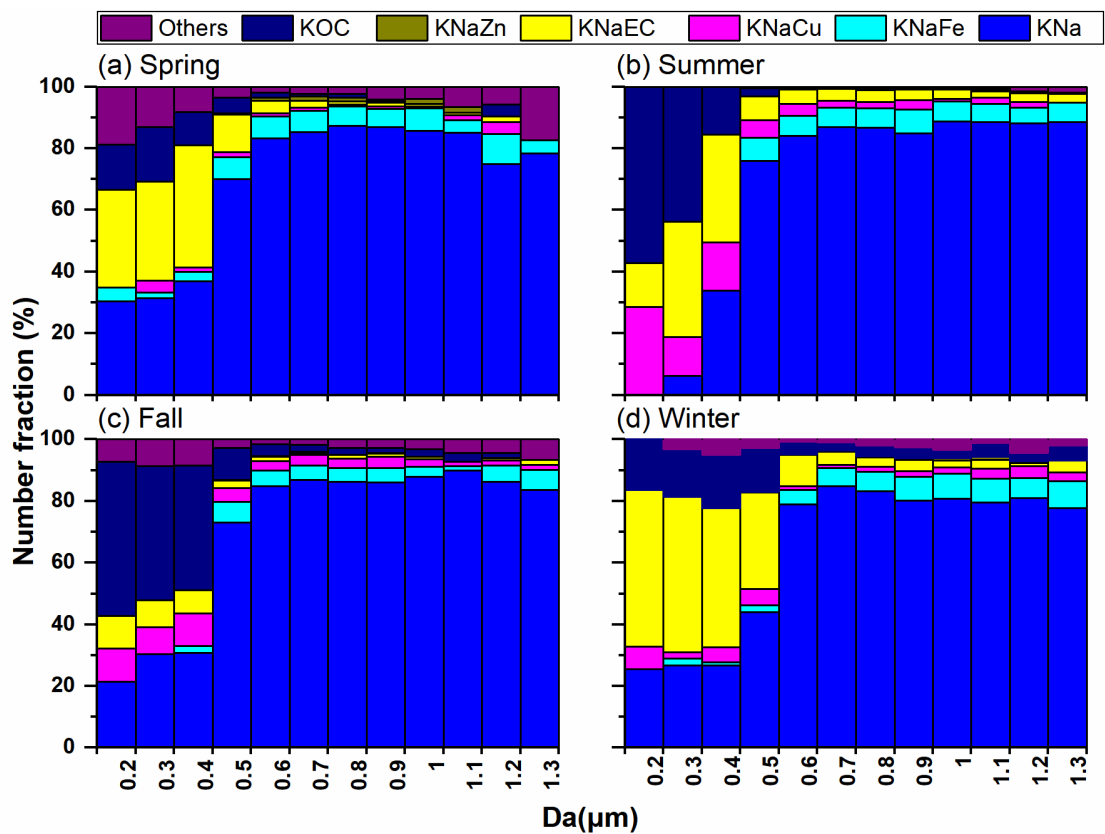 Others KOC KNaZn KNaEC KNaCu KNaFe KNa
(a) Spring
(b) Summer
100
80
60
40
20
0
(c) Fall
(d) Winter
100
80
60
40
20
0
Number fraction (%)
0.2 0.3 0.4 0.5 0.6 0.7 0.8 0.9 1 1.1 1.2 1.3
0.2 0.3 0.4 0.5 0.6 0.7 0.8 0.9 1 1.1 1.2 1.3
Da(μm)